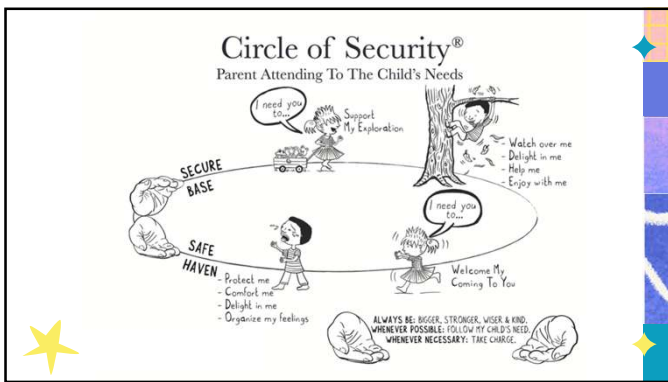 Circle of Security®
Parent Attending To The Child's Needs
I need you
to...
Support
My Exploration
- Watch over me
- Delight in me
- Help me
- Enjoy with me
SECURE
BASE
I need you
to...
SAFE
HAVEN
- Protect me
- Comfort me
- Delight in me
- Organize my feelings
Welcome My
Coming To You
ALWAYS BE: BIGGER, STRONGER, WISER & KIND.
WHENEVER POSSIBLE: FOLLOW MY CHILD'S NEED.
WHENEVER NECESSARY: TAKE CHARGE.